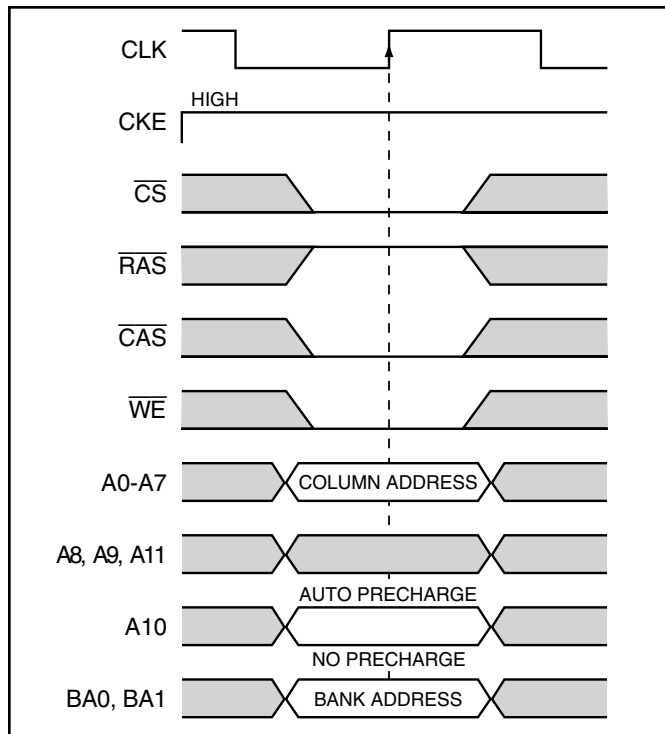 CLK
CKE HIGH
CS
RAS
CAS
WE
A0-A7 COLUMN ADDRESS
A8, A9, A11
AUTO PRECHARGE
A10
NO PRECHARGE
BA0, BA1 BANK ADDRESS